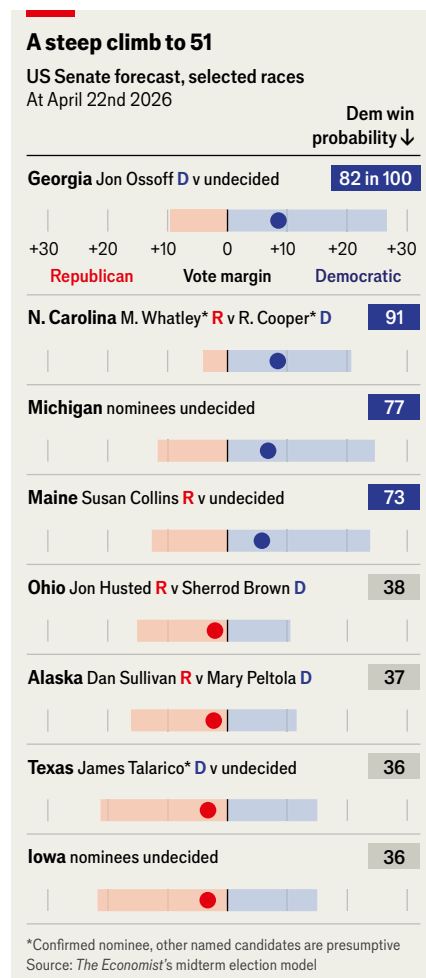 A steep climb to 51
US Senate forecast, selected races
At April 22nd 2026
Dem win
probability ↓
Georgia Jon Ossoff D v undecided 82 in 100
+30 +20 +10 0 +10 +20 +30
Republican Vote margin Democratic
N. Carolina M. Whatley* R v R. Cooper* D 91
Michigan nominees undecided 77
Maine Susan Collins R v undecided 73
Ohio Jon Husted R v Sherrod Brown D 38
Alaska Dan Sullivan R v Mary Peltola D 37
Texas James Talarico* D v undecided 36
Iowa nominees undecided 36
*Confirmed nominee, other named candidates are presumptive
Source: The Economist's midterm election model